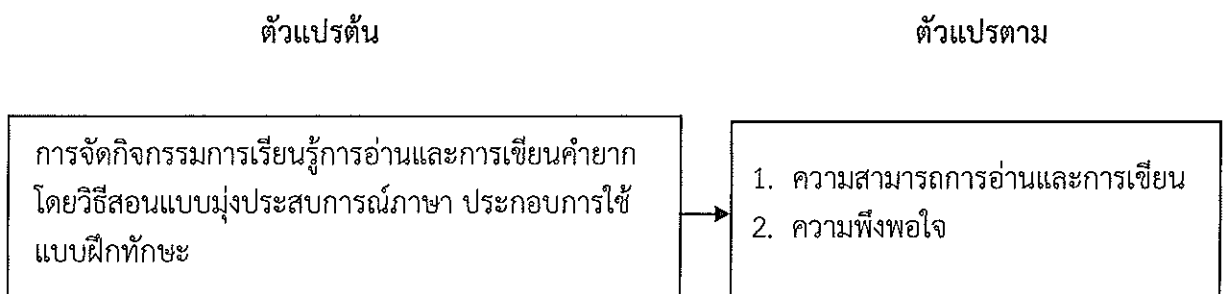 ตัวแปรต้น
ตัวแปรตาม
การจัดกิจกรรมการเรียนรู้การอ่านและการเขียนคำยาก
โดยวิธีสอนแบบมุ่งประสบการณ์ภาษา ประกอบการใช้
แบบฝึกทักษะ
1. ความสามารถการอ่านและการเขียน
2. ความพึงพอใจ